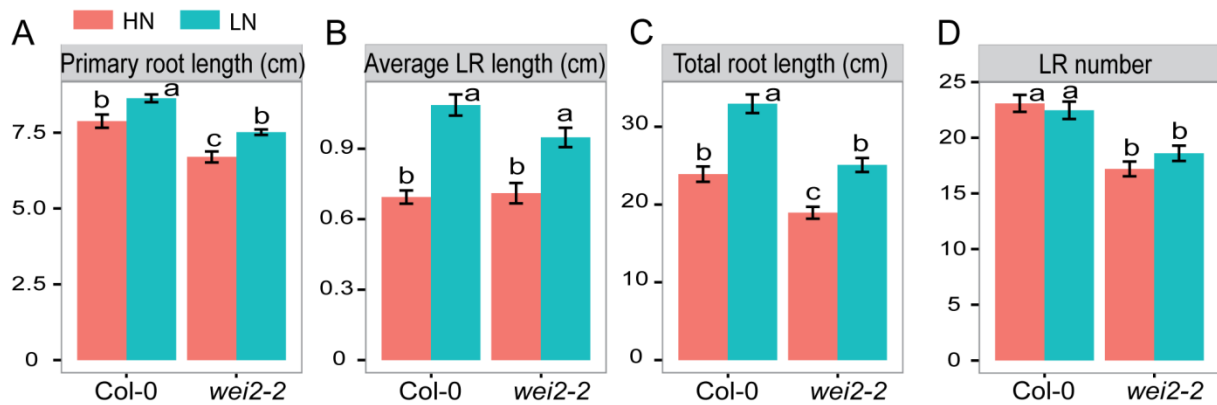 HN LN
A
Primary root length (cm)
b a c b
7.5
5.0
2.5
0
Col-0 wei2-2
B
Average LR length (cm)
b a b a
0.9
0.6
0.3
0
Col-0 wei2-2
C
Total root length (cm)
b a c b
30
20
10
0
Col-0 wei2-2
D
LR number
a a b b
25
20
15
10
5
0
Col-0 wei2-2